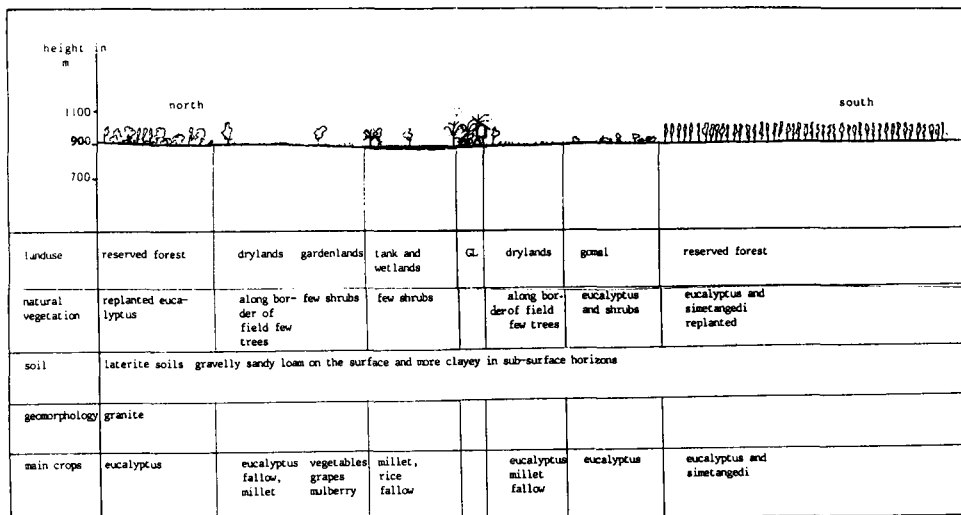 height in
m
north
south
1100
900
700
landuse reserved forest drylands gardenlands tank and GL drylands gomal reserved forest
wetlands
natural replanted euca- along bor- few shrubs few shrubs along bor- eucalyptus eucalyptus and
vegetation lyptus der of der of field and shrubs simetangedi
field few few trees replanted
trees
soil laterite soils gravelly sandy loam on the surface and more clayey in sub-surface horizons
geomorphology granite
main crops eucalyptus eucalyptus vegetables millet, eucalyptus eucalyptus eucalyptus and
fallow, grapes rice millet simetangedi
millet mulberry fallow fallow